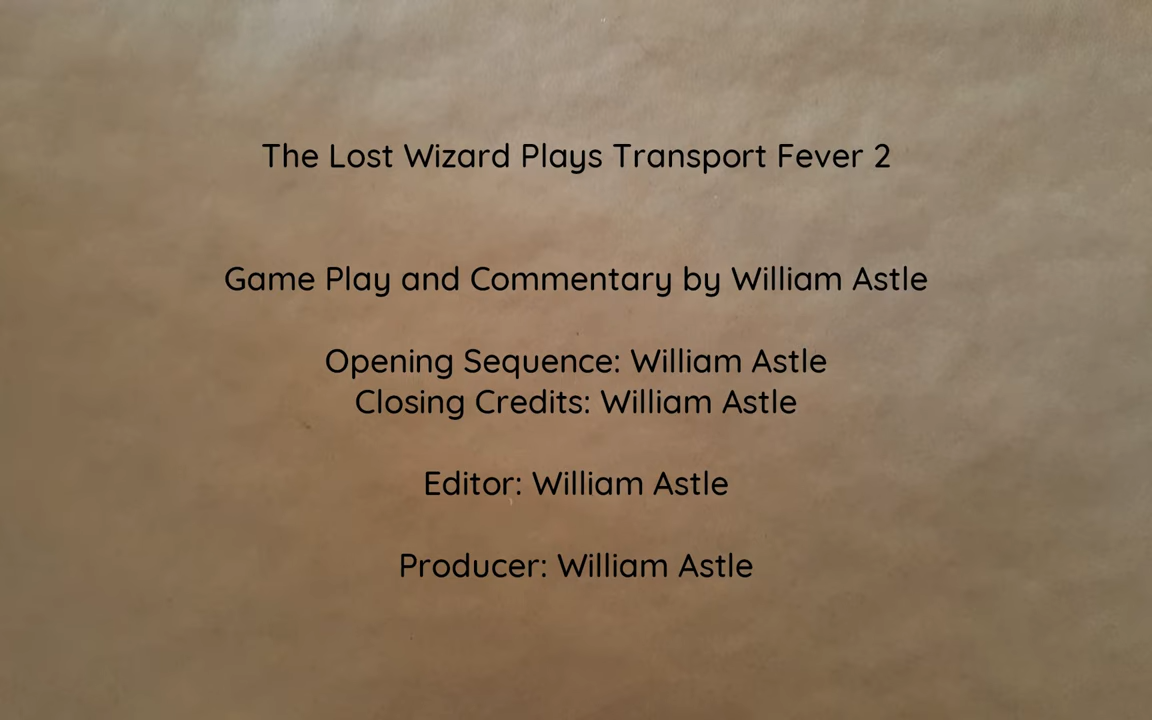 The Lost Wizard Plays Transport Fever 2
Game Play and Commentary by William Astle
Opening Sequence: William Astle
Closing Credits: William Astle
Editor: William Astle
Producer: William Astle